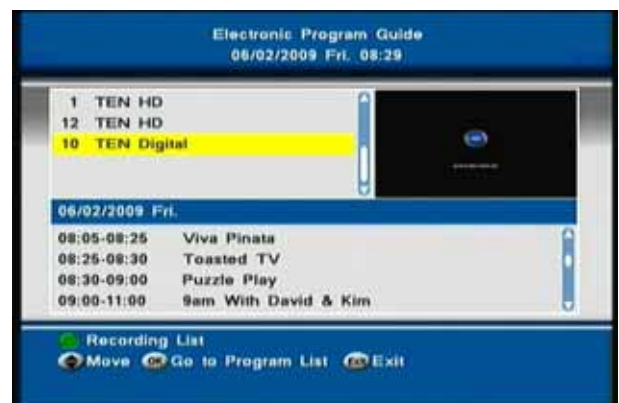 Electronic Program Guide
06/02/2009 Fri. 08:29
1 TEN HD
12 TEN HD
10 TEN Digital
06/02/2009 Fri.
08:05-08:25 Viva Pinata
08:25-08:30 Toasted TV
08:30-09:00 Puzzle Play
09:00-11:00 9am With David & Kim
Recording List
Move OK Go to Program List Exit